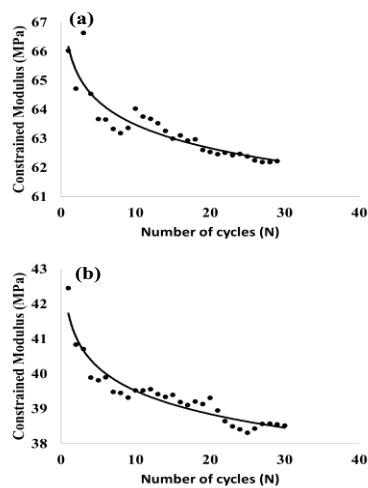 (a)
Constrained Modulus (MPa)
67
66
65
64
63
62
61
0 10 20 30 40
Number of cycles (N)
(b)
Constrained Modulus (MPa)
43
42
41
40
39
38
0 10 20 30 40
Number of cycles (N)